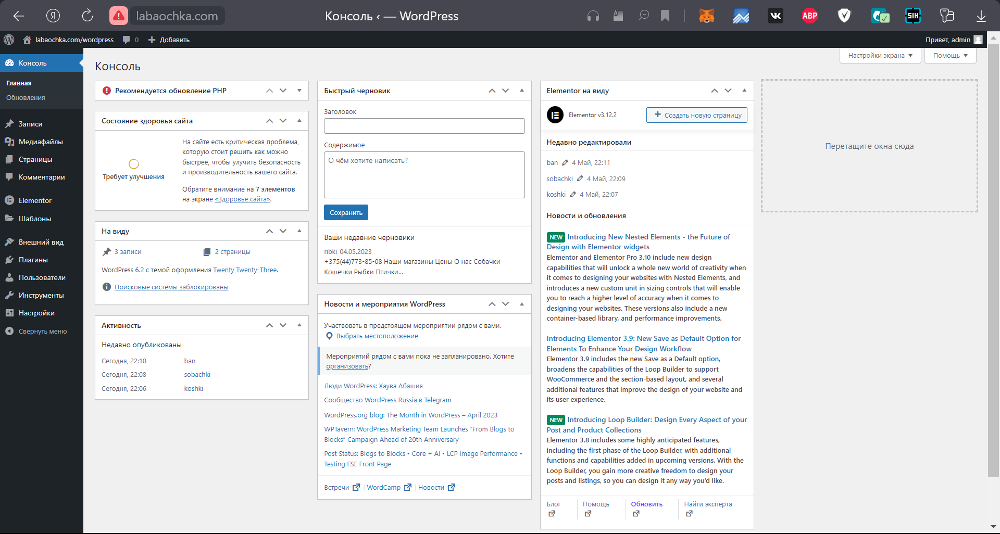 Я
labaochka.com
Консоль ‹ — WordPress
VK
ABP
SIH
labaochka.com/wordpress
0
Добавить
Привет, admin
Настройки экрана
Помощь
Консоль
Главная
Обновления
Записи
Медиафайлы
Страницы
Комментарии
Elementor
Шаблоны
Внешний вид
Плагины
Пользователи
Инструменты
Настройки
Свернуть меню
Консоль
Рекомендуется обновление PHP
Состояние здоровья сайта
Требует улучшения
На сайте есть критическая проблема,
которую стоит решить как можно
быстрее, чтобы улучшить безопасность
и производительность вашего сайта.
Обратите внимание на 7 элементов
на экране «Здоровье сайта».
На виду
3 записи
2 страницы
WordPress 6.2 с темой оформления Twenty Twenty-Three.
Поисковые системы заблокированы
Активность
Недавно опубликованы
Сегодня, 22:10 ban
Сегодня, 22:08 sobachki
Сегодня, 22:06 koshki
Быстрый черновик
Заголовок
Содержимое
О чём хотите написать?
Сохранить
Ваши недавние черновики
ribki 04.05.2023
+375(44)773-85-08 Наши магазины Цены О нас Собачки
Кошечки Рыбки Птички...
Новости и мероприятия WordPress
Участвовать в предстоящем мероприятии рядом с вами.
Выбрать местоположение
Мероприятий рядом с вами пока не запланировано. Хотите
организовать?
Люди WordPress: Хаува Абашия
Сообщество WordPress Russia в Telegram
WordPress.org blog: The Month in WordPress – April 2023
WPTavern: WordPress Marketing Team Launches “From Blogs to
Blocks” Campaign Ahead of 20th Anniversary
Post Status: Blogs to Blocks • Core + AI • LCP Image Performance •
Testing FSE Front Page
Встречи | WordCamp | Новости
Elementor на виду
Elementor v3.12.2
+ Создать новую страницу
Недавно редактировали
ban 4 Май, 22:11
sobachki 4 Май, 22:09
koshki 4 Май, 22:07
Новости и обновления
NEW Introducing New Nested Elements - the Future of
Design with Elementor widgets
Elementor and Elementor Pro 3.10 include new design
capabilities that will unlock a whole new world of creativity when
it comes to designing your websites with Nested Elements, and
introduces a new custom unit in sizing controls that will enable
you to reach a higher level of accuracy when it comes to
designing your websites. These versions also include a new
container-based library, and performance improvements.
Introducing Elementor 3.9: New Save as Default Option for
Elements To Enhance Your Design Workflow
Elementor 3.9 includes the new Save as a Default option,
broadens the capabilities of the Loop Builder to support
WooCommerce and the section-based layout, and several
additional features that improve the design of your website and
its user experience.
NEW Introducing Loop Builder: Design Every Aspect of your
Post and Product Collections
Elementor 3.8 includes some highly anticipated features,
including the first phase of the Loop Builder, with additional
functions and capabilities added in upcoming versions. With the
Loop Builder, you gain more creative freedom to design your
posts and listings, so you can design it any way you’d like.
Блог
Помощь
Обновить
Найти эксперта
Перетащите окна сюда